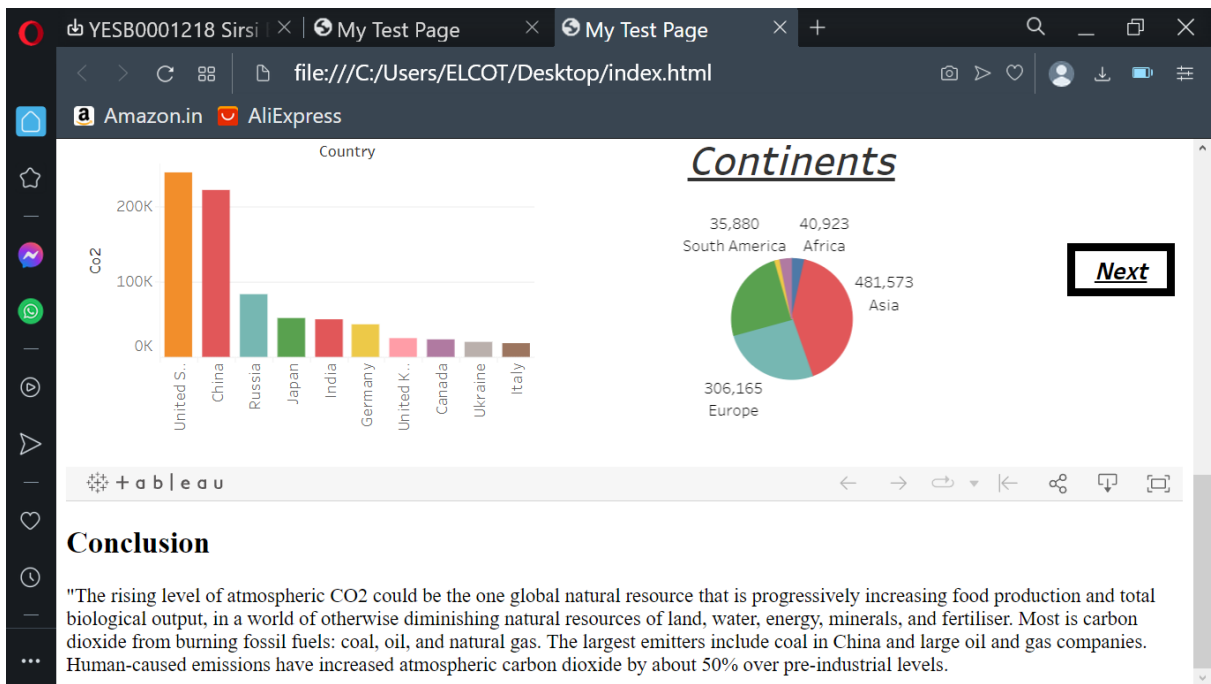 YESB0001218 Sirsi
My Test Page
My Test Page
file:///C:/Users/ELCOT/Desktop/index.html
a Amazon.in
AliExpress
Country
200K
100K
0K
Co2
United S..
China
Russia
Japan
India
Germany
United K..
Canada
Ukraine
Italy
Continents
35,880
South America
40,923
Africa
481,573
Asia
306,165
Europe
Next
+ a b l e a u
Conclusion
"The rising level of atmospheric CO2 could be the one global natural resource that is progressively increasing food production and total
biological output, in a world of otherwise diminishing natural resources of land, water, energy, minerals, and fertiliser. Most is carbon
dioxide from burning fossil fuels: coal, oil, and natural gas. The largest emitters include coal in China and large oil and gas companies.
Human-caused emissions have increased atmospheric carbon dioxide by about 50% over pre-industrial levels.